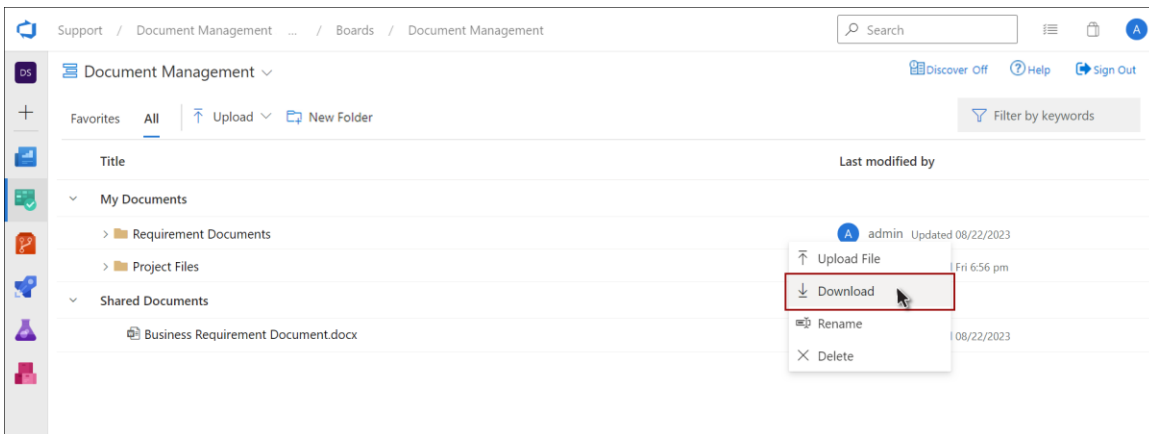 Support / Document Management ... / Boards / Document Management Search A
DS Document Management Discover Off Help Sign Out
Favorites All Upload New Folder Filter by keywords
Title Last modified by
My Documents
Requirement Documents A admin Updated 08/22/2023
Upload File
Project Files Fri 6:56 pm
Download
Shared Documents
Rename
Business Requirement Document.docx 08/22/2023
Delete